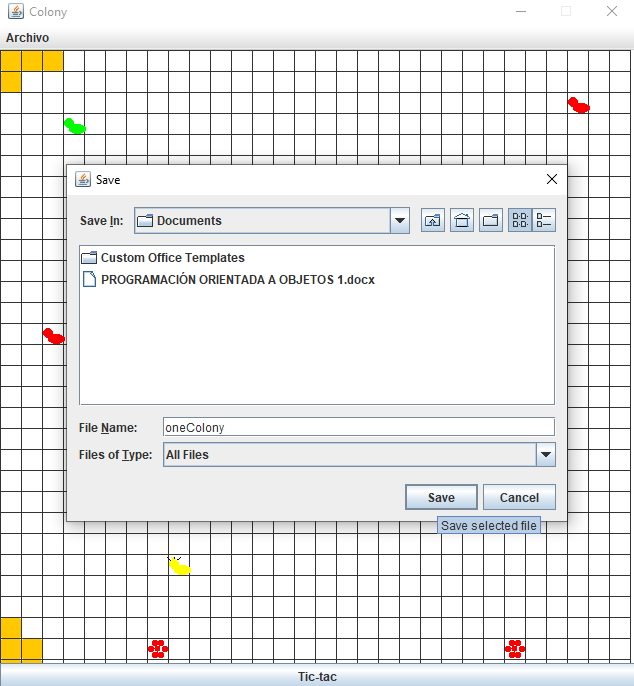 Colony
Archivo
Save
Save In: Documents
Custom Office Templates
PROGRAMACIÓN ORIENTADA A OBJETOS 1.docx
File Name: oneColony
Files of Type: All Files
Save Cancel
Save selected file
Tic-tac